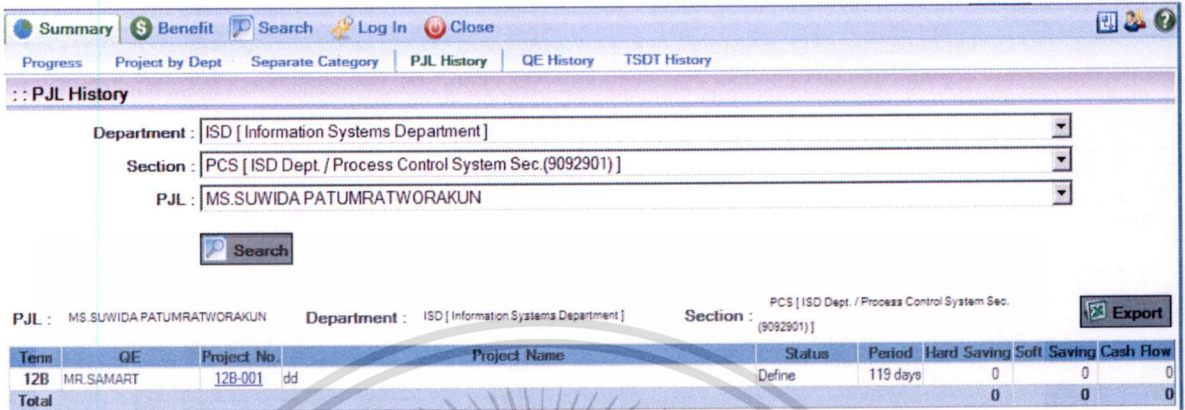 Summary Benefit Search Log In Close
Progress Project by Dept Separate Category PJL History QE History TSDT History
: : PJL History
Department : ISD [ Information Systems Department ]
Section : PCS [ ISD Dept. / Process Control System Sec.(9092901) ]
PJL : MS.SUWIDA PATUMRATWORAKUN
Search
PJL : MS.SUWIDA PATUMRATWORAKUN Department : ISD [ Information Systems Department ] Section : PCS [ ISD Dept. / Process Control System Sec. (9092901) ] Export
Term QE Project No. Project Name Status Period Hard Saving Soft Saving Cash Flow
12B MR.SAMART 12B-001 dd Define 119 days 0 0 0
Total 0 0 0